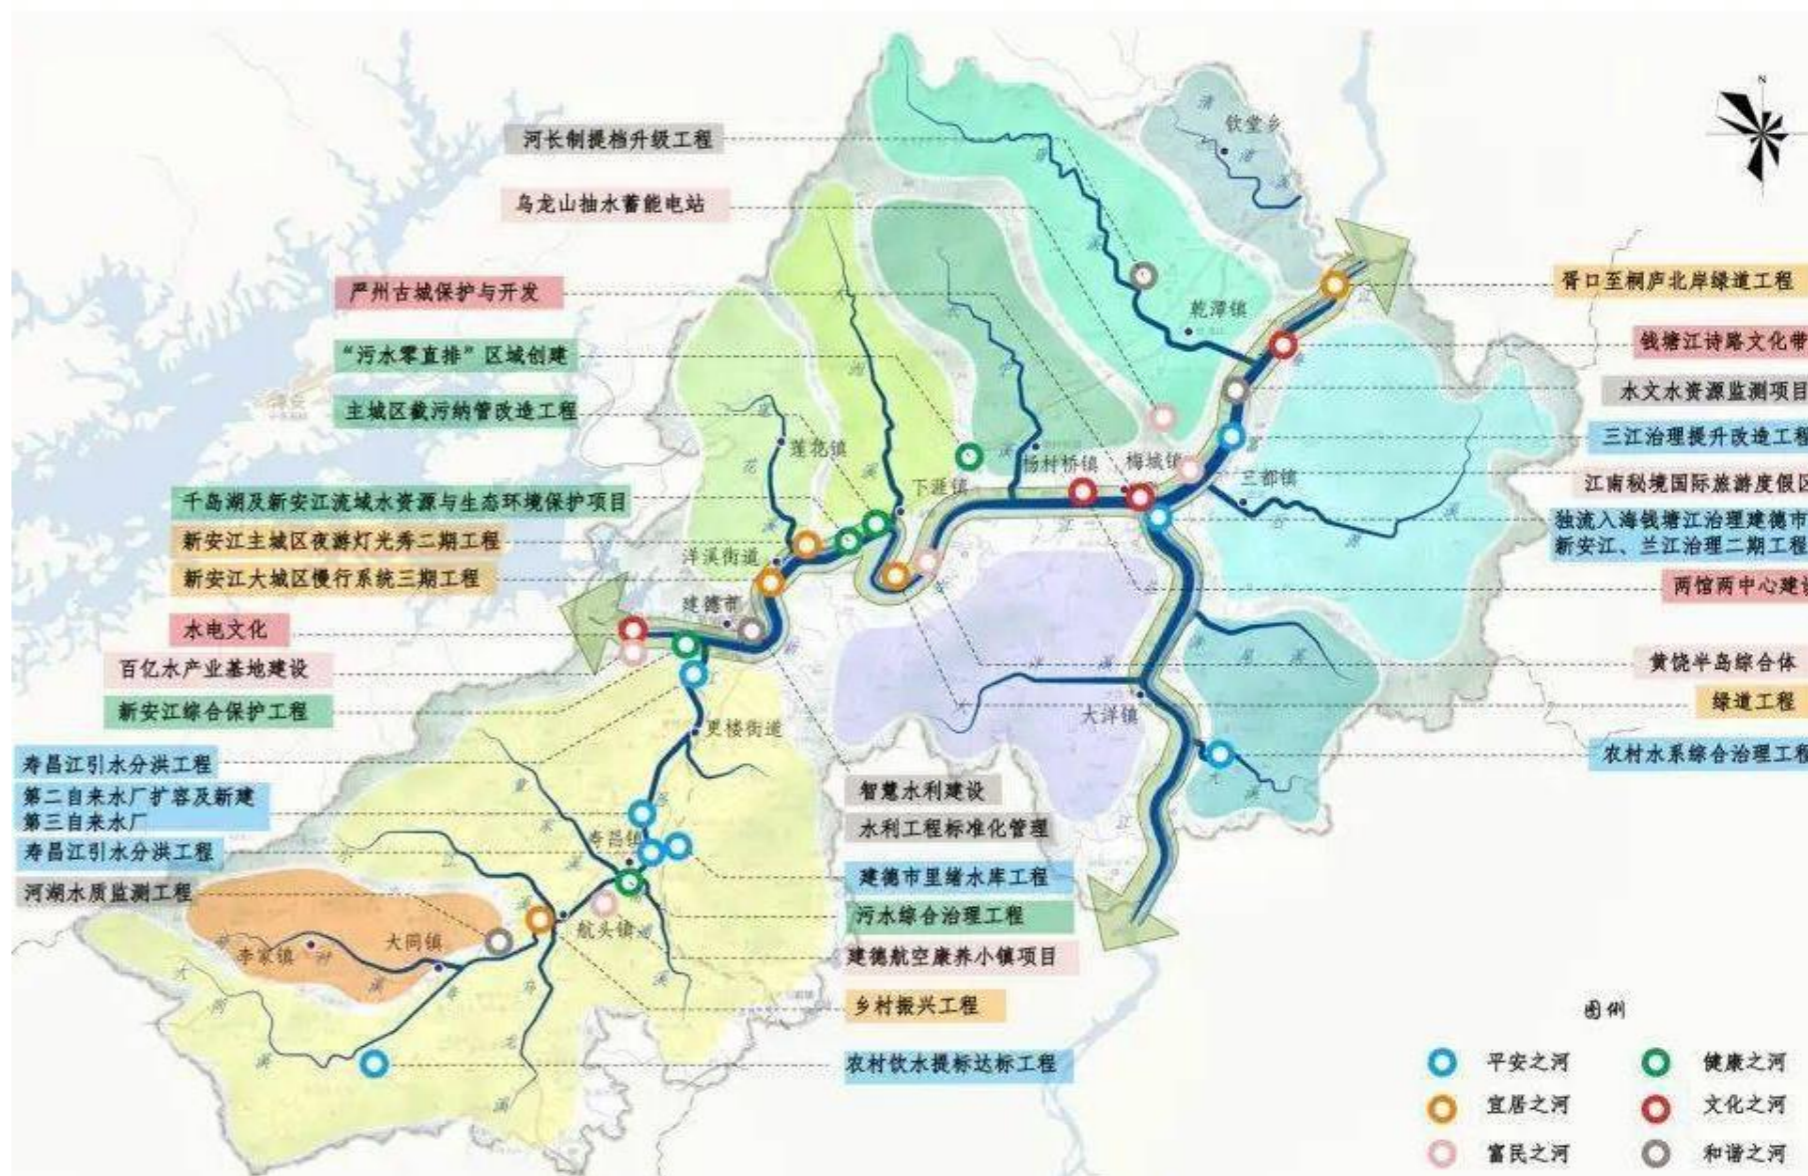 N
河长制提档升级工程
钦堂乡
乌龙山抽水蓄能电站
严州古城保护与开发
胥口至桐庐北岸绿道工程
乾潭镇
钱塘江诗路文化带
“污水零直排”区域创建
水文水资源监测项目
主城区截污纳管改造工程
三江治理提升改造工程
莲花镇
杨村桥镇
梅城镇
江南秘境国际旅游度假区
下涯镇
三都镇
千岛湖及新安江流域水资源与生态环境保护项目
独流入海钱塘江治理建德市
新安江、兰江治理二期工程
新安江主城区夜游灯光秀二期工程
洋溪街道
新安江大城区慢行系统三期工程
两馆两中心建设
建德市
水电文化
百亿水产业基地建设
黄饶半岛综合体
新安江综合保护工程
绿道工程
大洋镇
更楼街道
寿昌江引水分洪工程
农村水系综合治理工程
第二自来水厂扩容及新建
第三自来水厂
智慧水利建设
水利工程标准化管理
寿昌镇
寿昌江引水分洪工程
建德市里绪水库工程
河湖水质监测工程
污水综合治理工程
航头镇
大同镇
李家镇
建德航空康养小镇项目
乡村振兴工程
农村饮水提标达标工程
图例
平安之河
健康之河
宜居之河
文化之河
富民之河
和谐之河